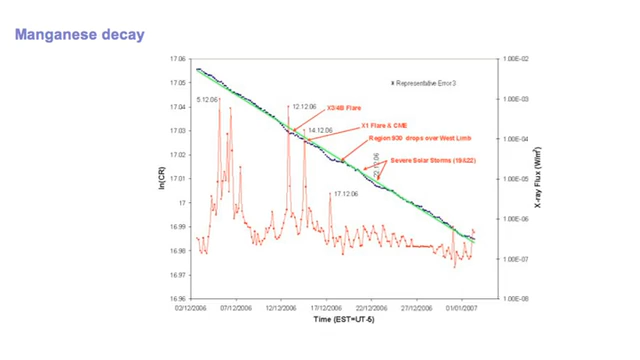 Manganese decay
17.06
17.05
17.04
17.03
17.02
17.01
17
16.99
16.98
16.97
16.96
ln(CR)
1.00E-02
1.00E-03
1.00E-04
1.00E-05
1.00E-06
1.00E-07
1.00E-08
X-ray Flux (W/m²)
Representative Error
5.12.06
12.12.06
X3/4B Flare
14.12.06
X1 Flare & CME
Region 930 drops over West Limb
22.12.06
Severe Solar Storms (19&22)
17.12.06
02/12/2006
07/12/2006
12/12/2006
17/12/2006
22/12/2006
27/12/2006
01/01/2007
Time (EST=UT-5)